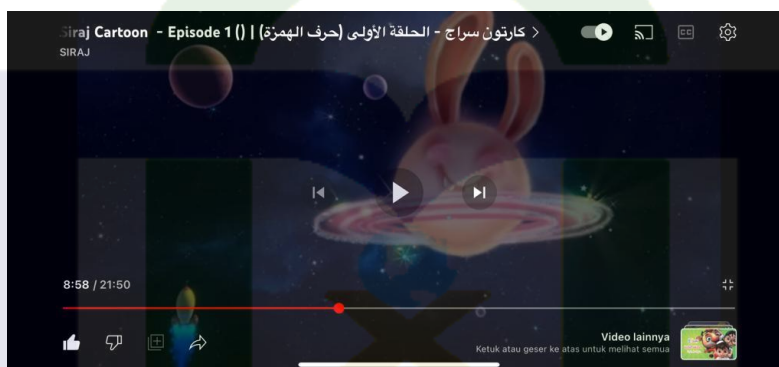 Siraj Cartoon - Episode 1 () | كارتون سراج - الحلقة الأولى (حرف الهمزة) >
CC
SIRAJ
8:58 / 21:50
Video lainnya
Ketuk atau geser ke atas untuk melihat semua